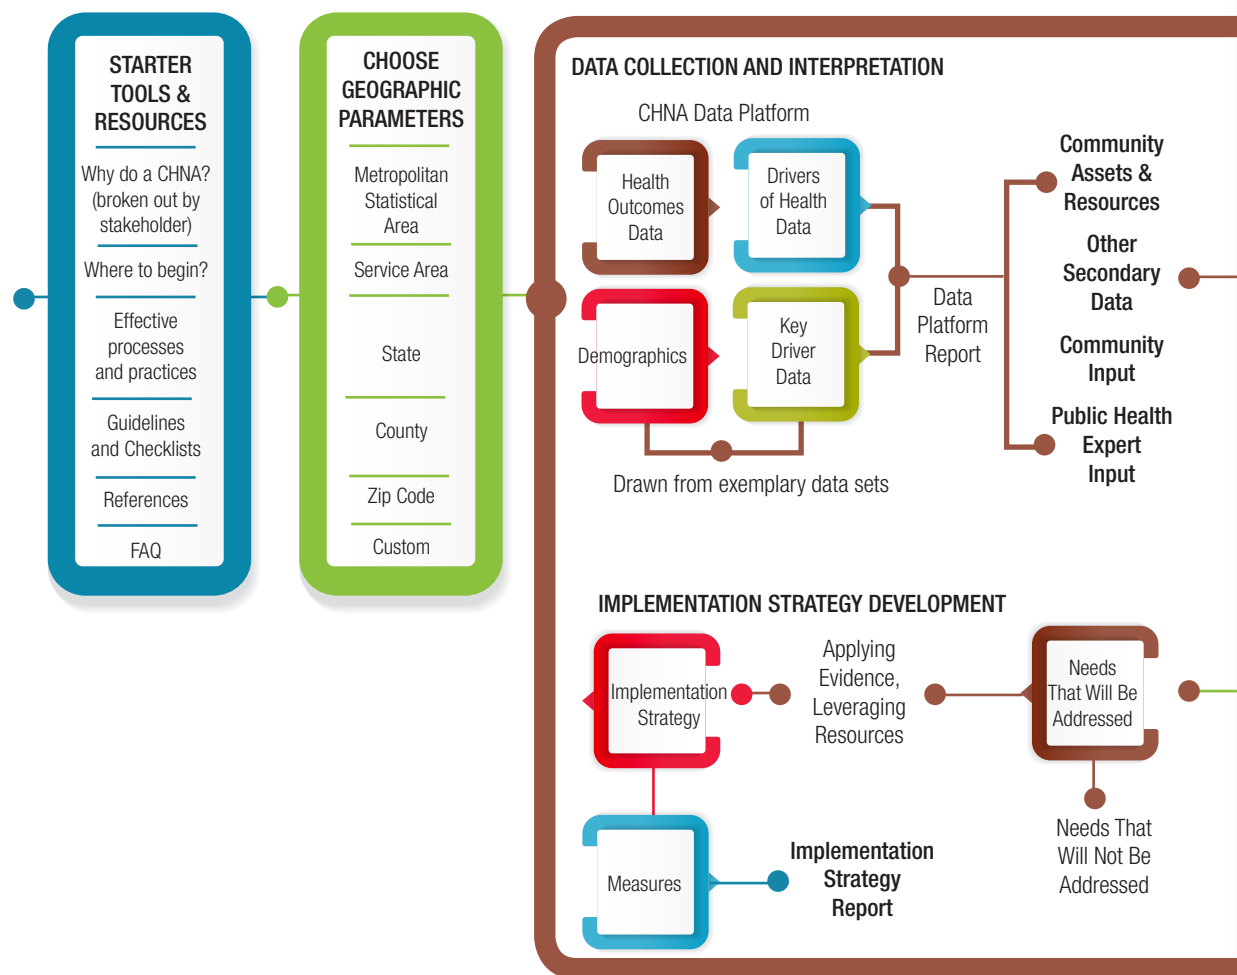 STARTER
TOOLS &
RESOURCES
Why do a CHNA?
(broken out by
stakeholder)
Where to begin?
Effective
processes
and practices
Guidelines
and Checklists
References
FAQ
CHOOSE
GEOGRAPHIC
PARAMETERS
Metropolitan
Statistical
Area
Service Area
State
County
Zip Code
Custom
DATA COLLECTION AND INTERPRETATION
CHNA Data Platform
Health
Outcomes
Data
Drivers
of Health
Data
Demographics
Key
Driver
Data
Drawn from exemplary data sets
Data
Platform
Report
Community
Assets &
Resources
Other
Secondary
Data
Community
Input
Public Health
Expert
Input
IMPLEMENTATION STRATEGY DEVELOPMENT
Implementation
Strategy
Applying
Evidence,
Leveraging
Resources
Needs
That Will Be
Addressed
Needs That
Will Not Be
Addressed
Measures
Implementation
Strategy
Report